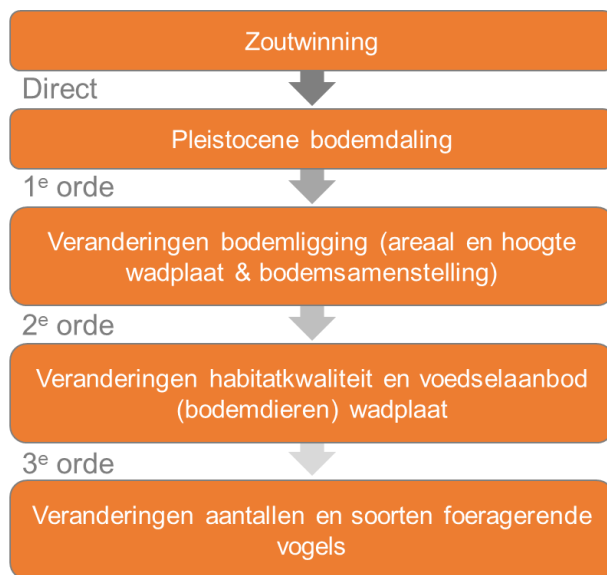 Zoutwinning
Direct
Pleistocene bodemdaling
1e orde
Veranderingen bodemligging (areaal en hoogte
wadplaat & bodemsamenstelling)
2e orde
Veranderingen habitatkwaliteit en voedselaanbod
(bodemdieren) wadplaat
3e orde
Veranderingen aantallen en soorten foeragerende
vogels